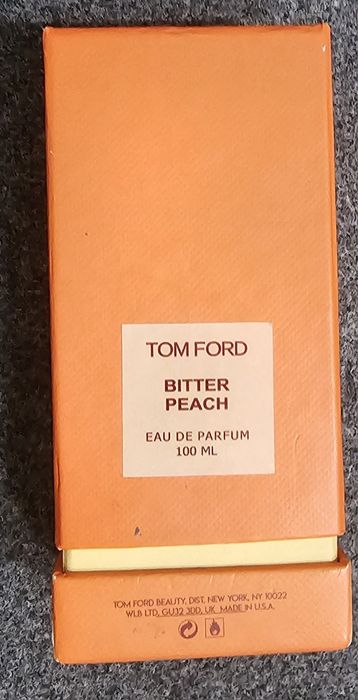 TOM FORD
BITTER
PEACH
EAU DE PARFUM
100 ML
TOM FORD BEAUTY, DIST. NEW YORK, NY 10022
WLB LTD, GU32 3DD, UK MADE IN U.S.A.